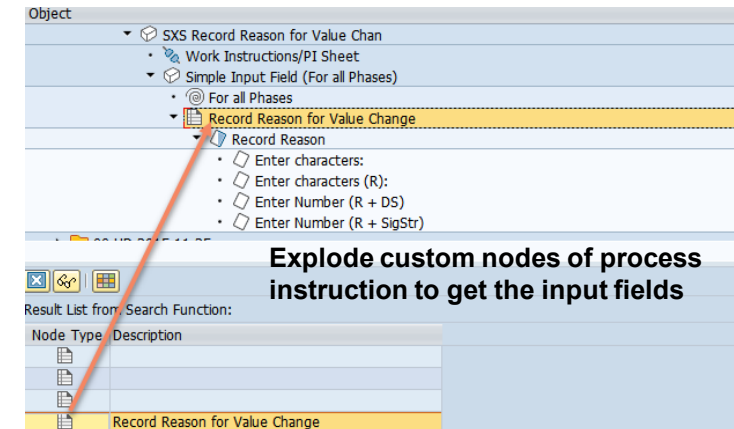 Object
SXS Record Reason for Value Chan
Work Instructions/PI Sheet
Simple Input Field (For all Phases)
For all Phases
Record Reason for Value Change
Record Reason
Enter characters:
Enter characters (R):
Enter Number (R + DS)
Enter Number (R + SigStr)
Explode custom nodes of process
instruction to get the input fields
Result List from Search Function:
Node Type Description
Record Reason for Value Change